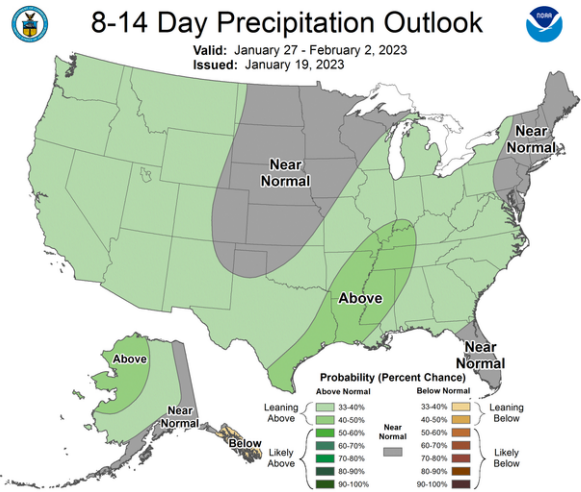 8-14 Day Precipitation Outlook
Valid: January 27 - February 2, 2023
Issued: January 19, 2023
NOAA
Near
Normal
Near
Normal
Above
Near
Normal
Above
Near
Normal
Below
Probability (Percent Chance)
Above Normal
Below Normal
Leaning
Above
33-40%
40-50%
Likely
Above
50-60%
60-70%
70-80%
80-90%
90-100%
Near
Normal
33-40%
40-50%
Leaning
Below
50-60%
60-70%
70-80%
80-90%
90-100%
Likely
Below